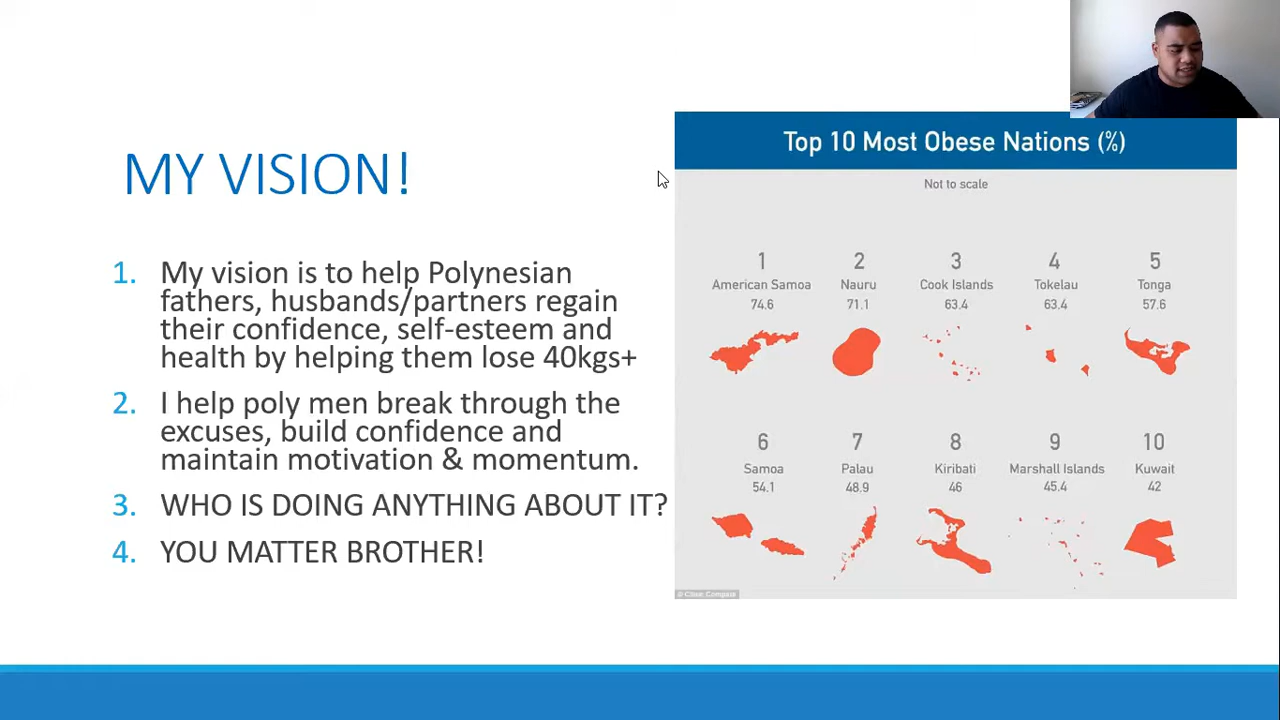 MY VISION!
1. My vision is to help Polynesian
fathers, husbands/partners regain
their confidence, self-esteem and
health by helping them lose 40kgs+
2. I help poly men break through the
excuses, build confidence and
maintain motivation & momentum.
3. WHO IS DOING ANYTHING ABOUT IT?
4. YOU MATTER BROTHER!
Top 10 Most Obese Nations (%)
Not to scale
1 2 3 4 5
American Samoa Nauru Cook Islands Tokelau Tonga
74.6 71.1 63.4 63.4 57.6
6 7 8 9 10
Samoa Palau Kiribati Marshall Islands Kuwait
54.1 48.9 46 45.4 42
© Clinic Compare